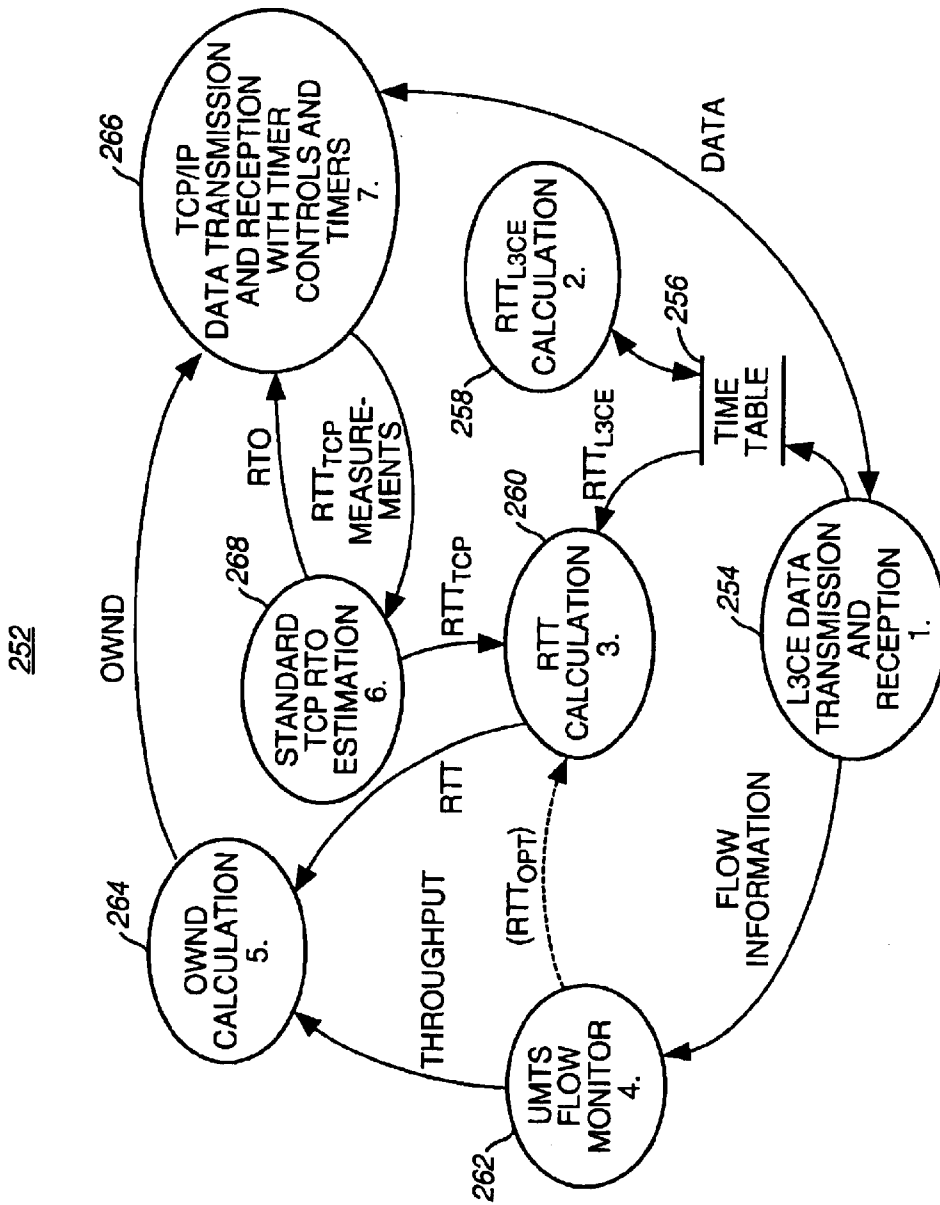 252
OWND
264
OWND
CALCULATION
5.
268
STANDARD
TCP RTO
ESTIMATION
6.
RTO
RTT_TCP
MEASURE-
MENTS
266
TCP/IP
DATA TRANSMISSION
AND RECEPTION
WITH TIMER
CONTROLS AND
TIMERS
7.
THROUGHPUT
RTT
RTT_TCP
260
RTT
CALCULATION
3.
RTT_L3CE
258
RTT_L3CE
CALCULATION
2.
(RTT_OPT)
262
UMTS
FLOW
MONITOR
4.
256
TIME
TABLE
DATA
FLOW
INFORMATION
254
L3CE DATA
TRANSMISSION
AND
RECEPTION
1.